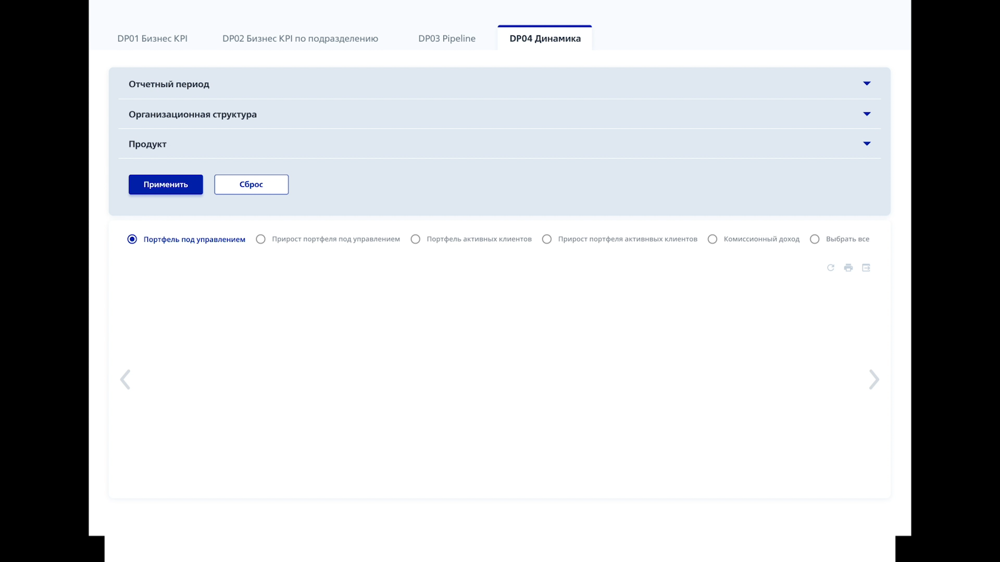 DP01 Бизнес KPI DP02 Бизнес KPI по подразделению DP03 Pipeline DP04 Динамика
Отчетный период
Организационная структура
Продукт
Применить Сброс
Портфель под управлением Прирост портфеля под управлением Портфель активных клиентов Прирост портфеля активнвых клиентов Комиссионный доход Выбрать все